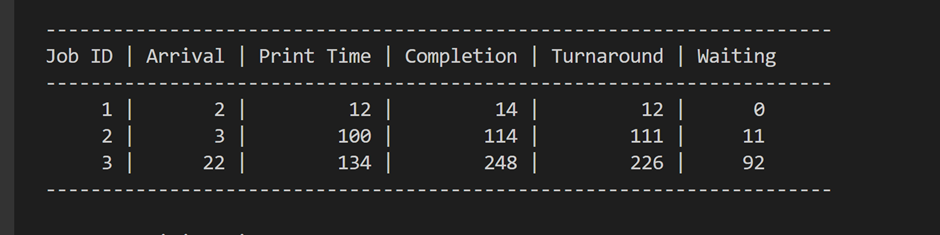 ----------------------------------------------------------------------
Job ID | Arrival | Print Time | Completion | Turnaround | Waiting
----------------------------------------------------------------------
     1 |       2 |         12 |         14 |         12 |     0
     2 |       3 |        100 |        114 |        111 |    11
     3 |      22 |        134 |        248 |        226 |    92
----------------------------------------------------------------------